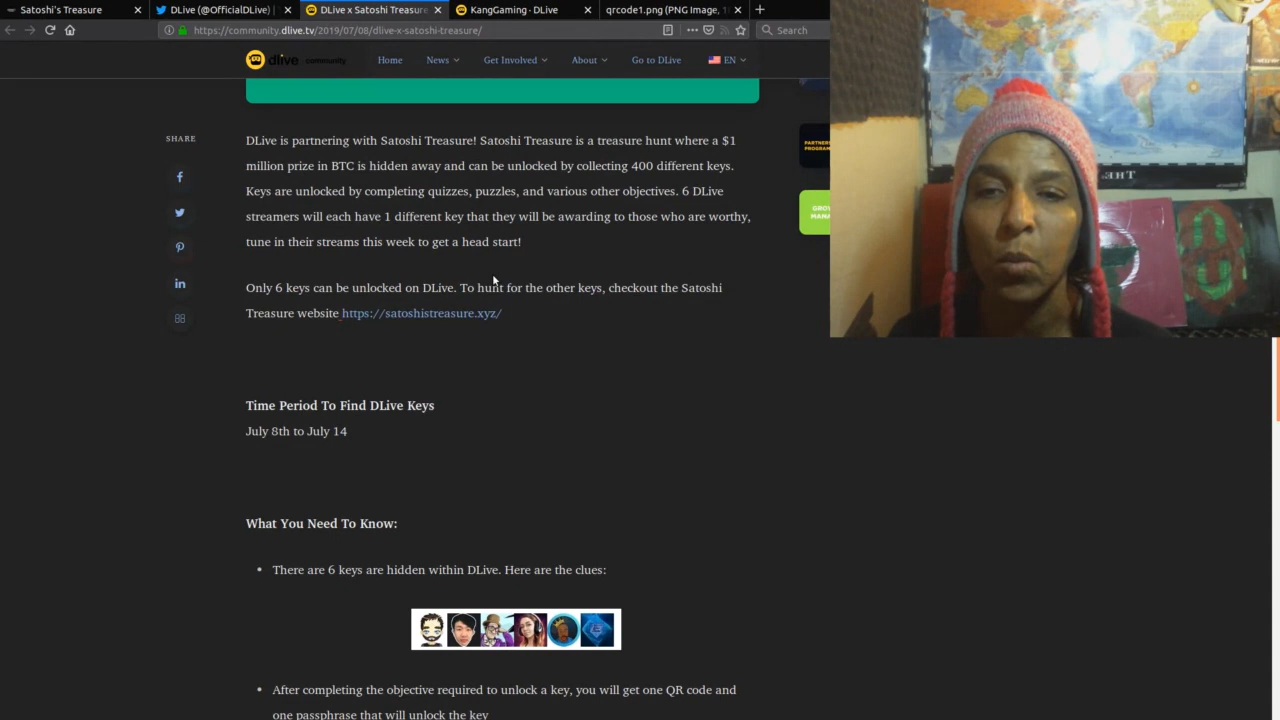 Satoshi's Treasure
DLive (@OfficialDLive) |
DLive x Satoshi Treasure
KangGaming · DLive
qrcode1.png (PNG Image, 1
https://community.dlive.tv/2019/07/08/dlive-x-satoshi-treasure/
Search
dlive community
Home
News
Get Involved
About
Go to DLive
EN
SHARE
DLive is partnering with Satoshi Treasure! Satoshi Treasure is a treasure hunt where a $1
million prize in BTC is hidden away and can be unlocked by collecting 400 different keys.
Keys are unlocked by completing quizzes, puzzles, and various other objectives. 6 DLive
streamers will each have 1 different key that they will be awarding to those who are worthy,
tune in their streams this week to get a head start!
Only 6 keys can be unlocked on DLive. To hunt for the other keys, checkout the Satoshi
Treasure website https://satoshistreasure.xyz/
PARTNER
PROGRAM
GRO
MANA
Time Period To Find DLive Keys
July 8th to July 14
What You Need To Know:
There are 6 keys are hidden within DLive. Here are the clues:
After completing the objective required to unlock a key, you will get one QR code and
one passphrase that will unlock the key